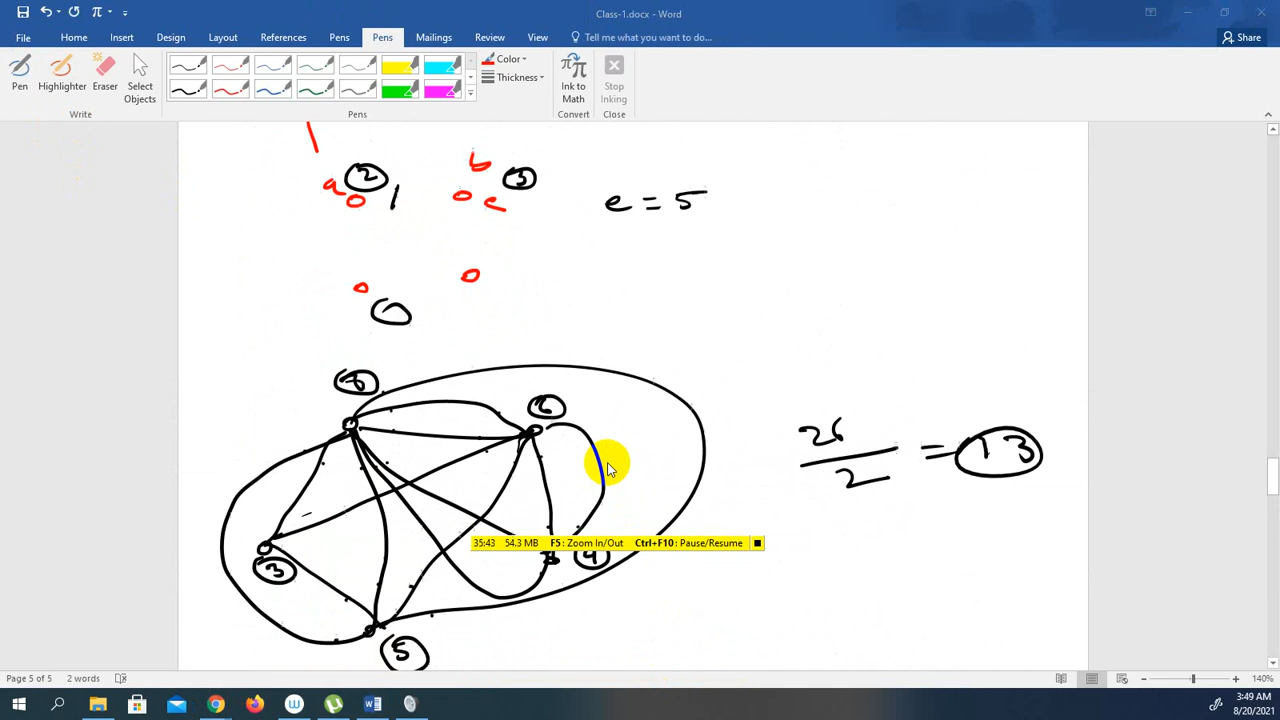 Class-1.docx - Word
File Home Insert Design Layout References Pens Pens Mailings Review View Tell me what you want to do... Share
Pen Highlighter Eraser Select Objects Color Thickness Ink to Math Stop Inking
Write Pens Convert Close
b
a 2 1 3
c e = 5
8
6
26
2 = 13
35:43 54.3 MB F5: Zoom In/Out Ctrl+F10: Pause/Resume
3 4
5
Page 5 of 5 2 words 140%
3:49 AM
8/20/2021